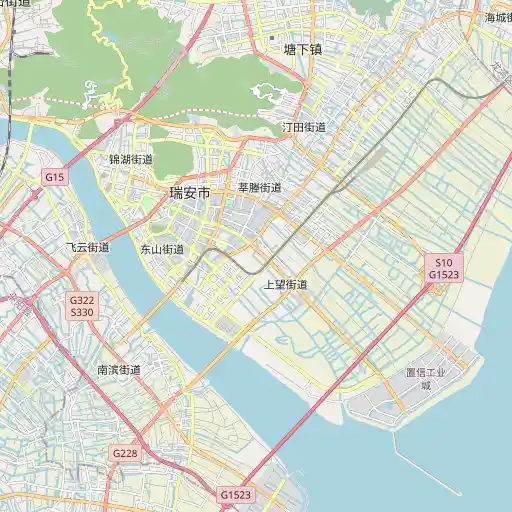 海城街
塘下镇
汀田街道
锦湖街道
G15
瑞安市
莘塍街道
飞云街道
东山街道
S10
G1523
上望街道
G322
S330
南滨街道
置信工业
城
G228
G1523